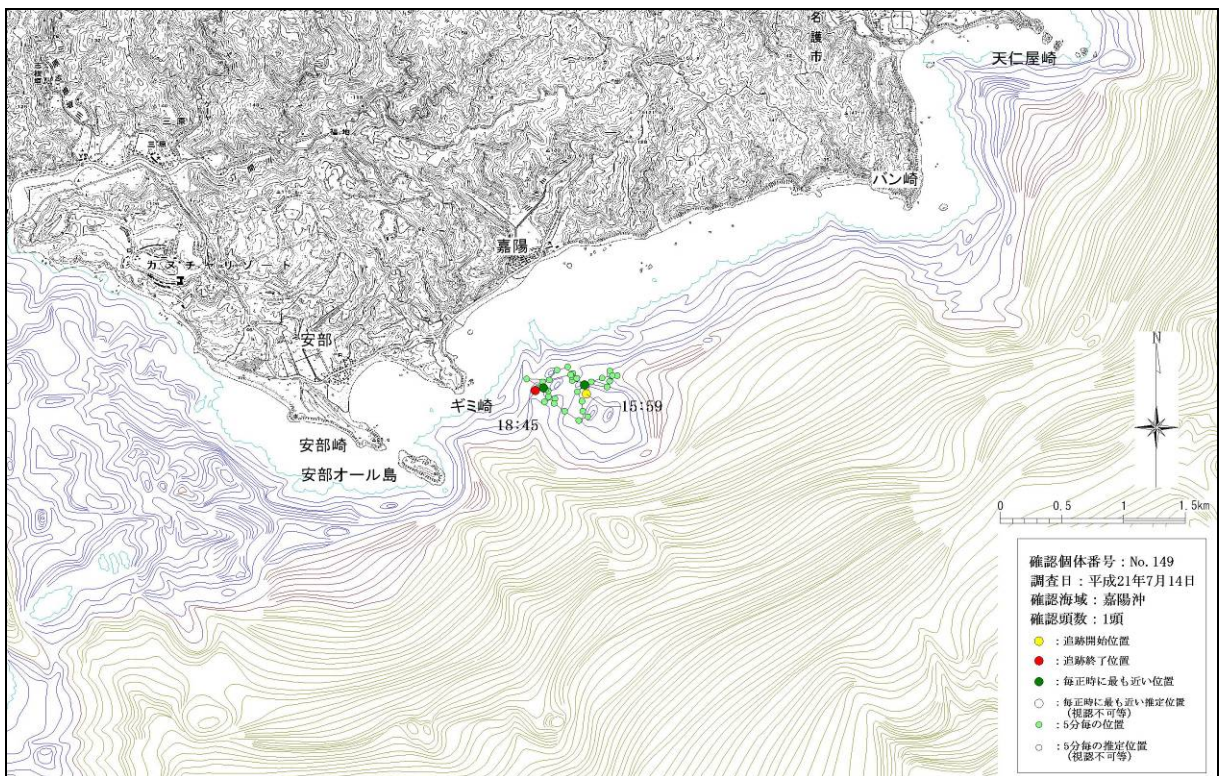 名護市
天仁屋崎
バン崎
嘉陽
カヌチャリゾート
三原
安部
ギミ崎
15:59
18:45
安部崎
安部オール島
N
0 0.5 1 1.5km
確認個体番号：No.149
調査日：平成21年7月14日
確認海域：嘉陽沖
確認頭数：1頭
：追跡開始位置
：追跡終了位置
：毎正時に最も近い位置
：毎正時に最も近い推定位置
（視認不可等）
：5分毎の位置
：5分毎の推定位置
（視認不可等）